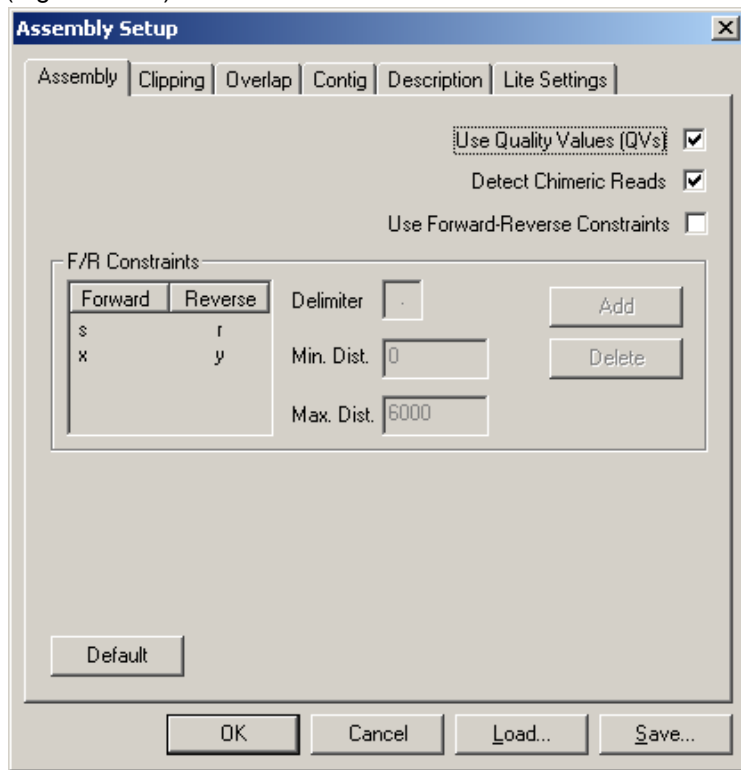 Assembly Setup
Assembly Clipping Overlap Contig Description Lite Settings
Use Quality Values (QVs)
Detect Chimeric Reads
Use Forward-Reverse Constraints
F/R Constraints
Forward Reverse
s r
x y
Delimiter .
Min. Dist. 0
Max. Dist. 6000
Add
Delete
Default
OK Cancel Load... Save...